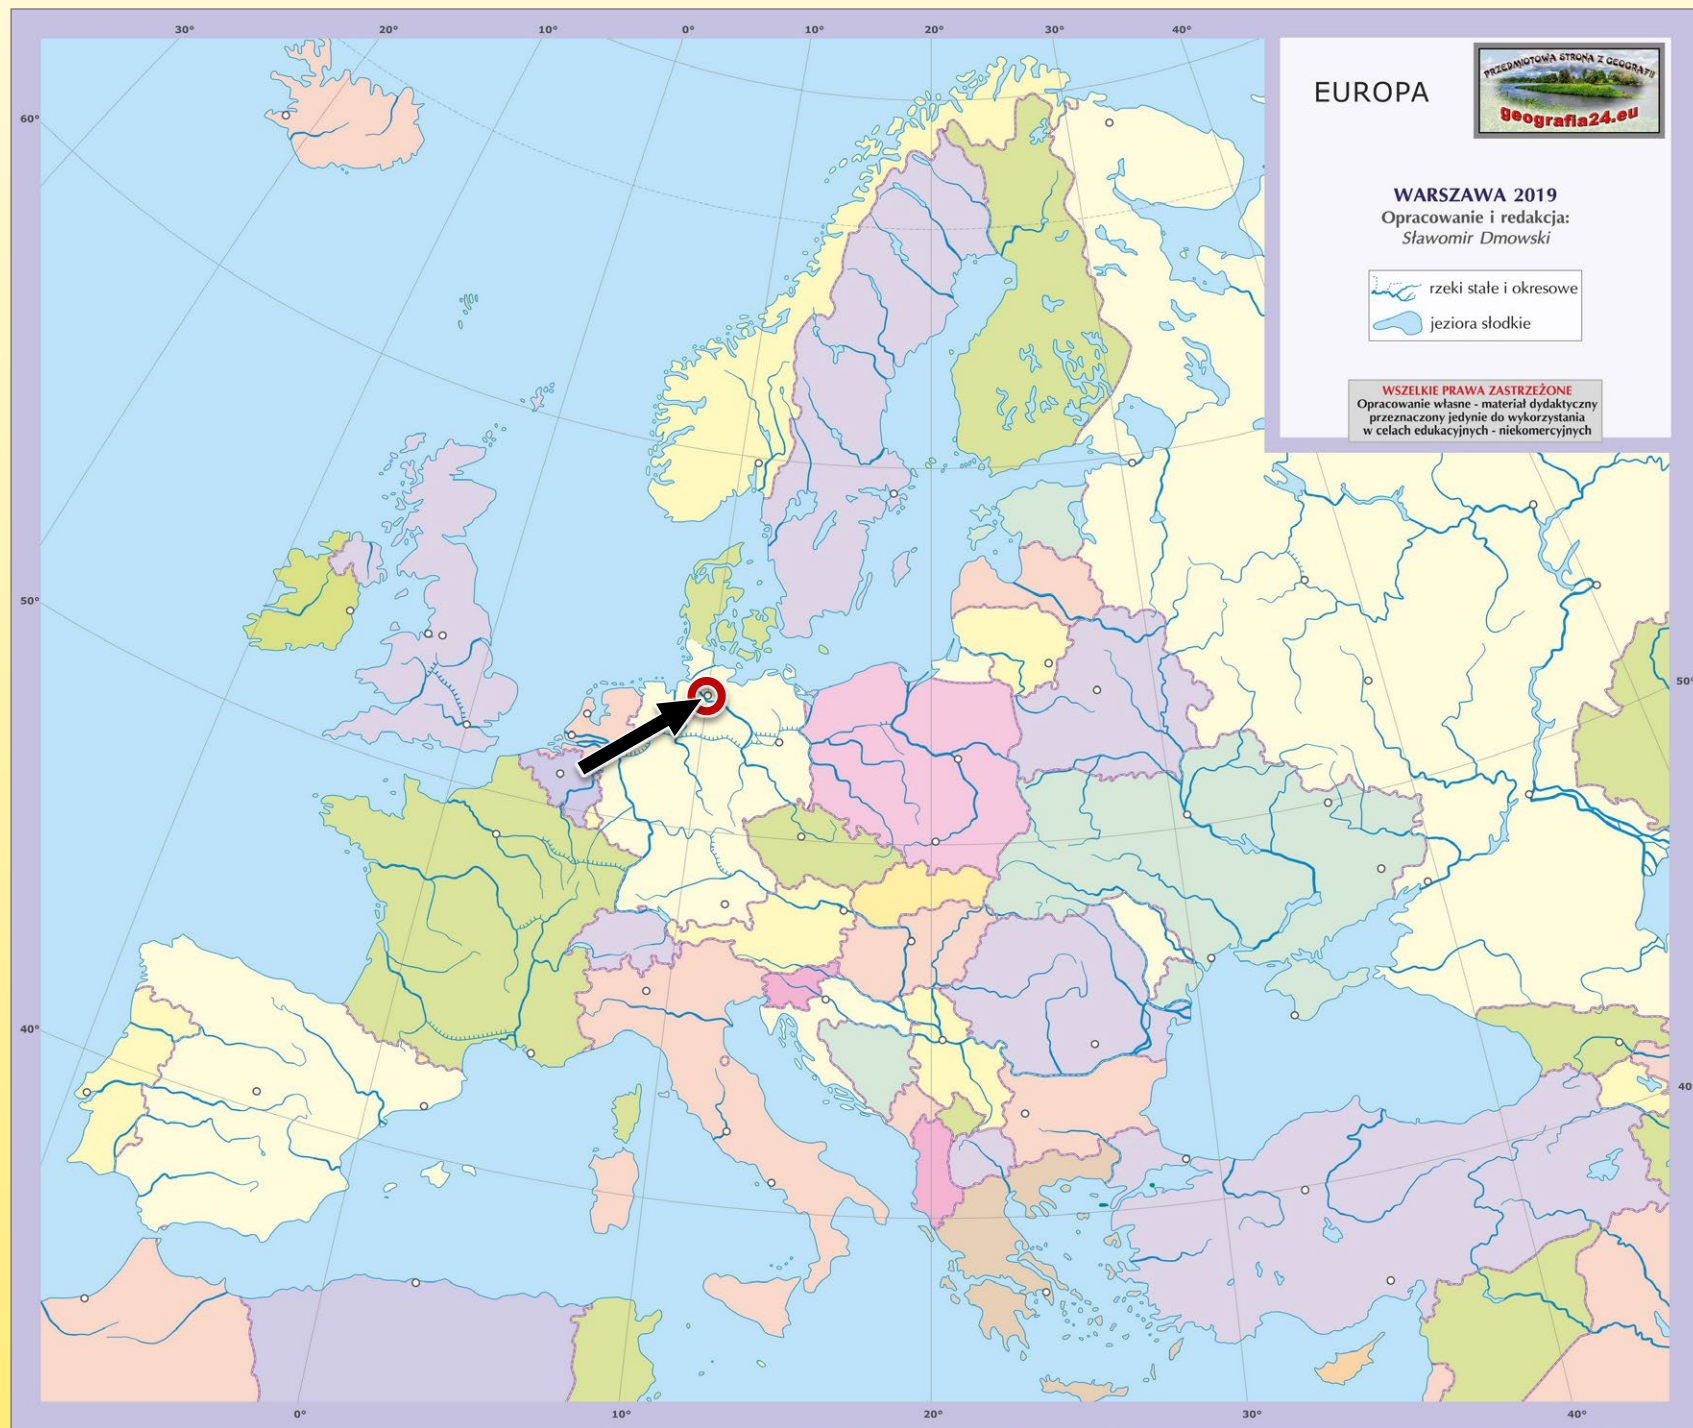 30°
20°
10°
0°
10°
20°
30°
40°
60°
50°
40°
50°
40°
0°
10°
20°
30°
40°
EUROPA
PRZEDMIOTOWA STRONA Z GEOGRAFII
geografia24.eu
WARSZAWA 2019
Opracowanie i redakcja:
Sławomir Dmowski
rzeki stałe i okresowe
jeziora słodkie
WSZELKIE PRAWA ZASTRZEŻONE
Opracowanie własne - materiał dydaktyczny
przeznaczony jedynie do wykorzystania
w celach edukacyjnych - niekomercyjnych